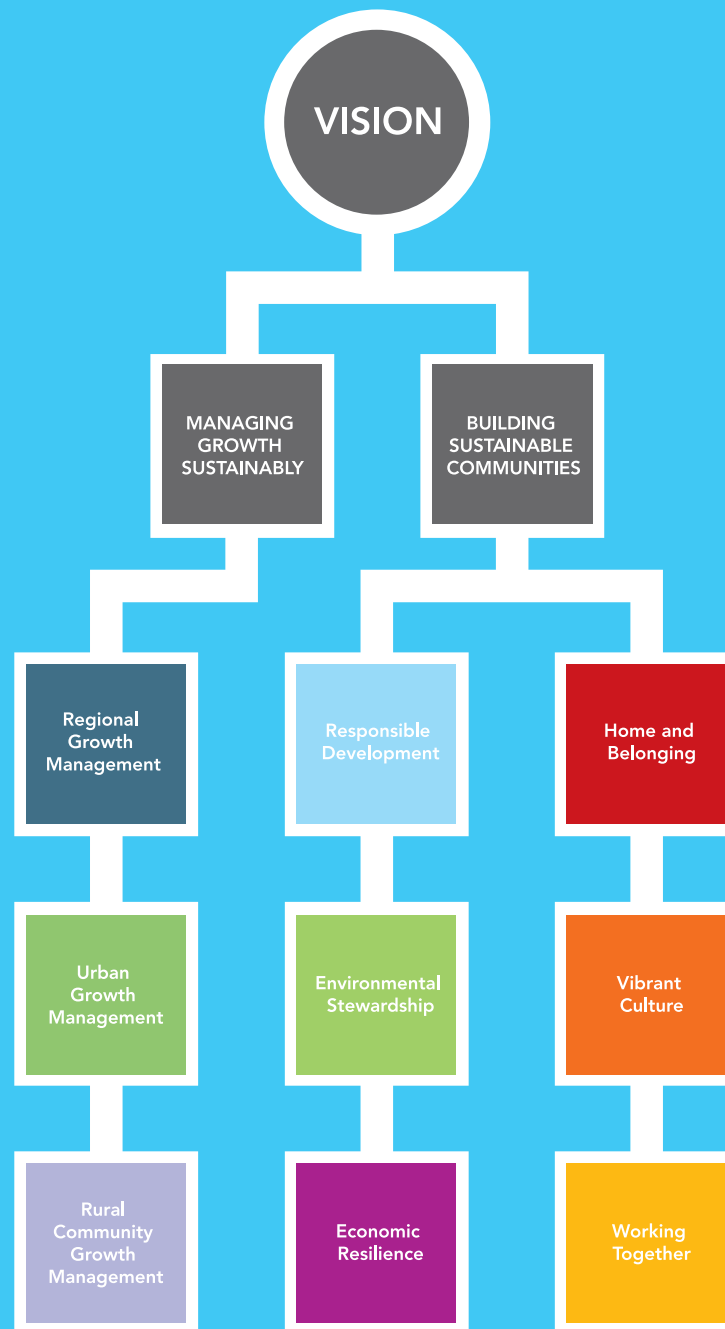 VISION
MANAGING
GROWTH
SUSTAINABLY
BUILDING
SUSTAINABLE
COMMUNITIES
Regional
Growth
Management
Responsible
Development
Home and
Belonging
Urban
Growth
Management
Environmental
Stewardship
Vibrant
Culture
Rural
Community
Growth
Management
Economic
Resilience
Working
Together